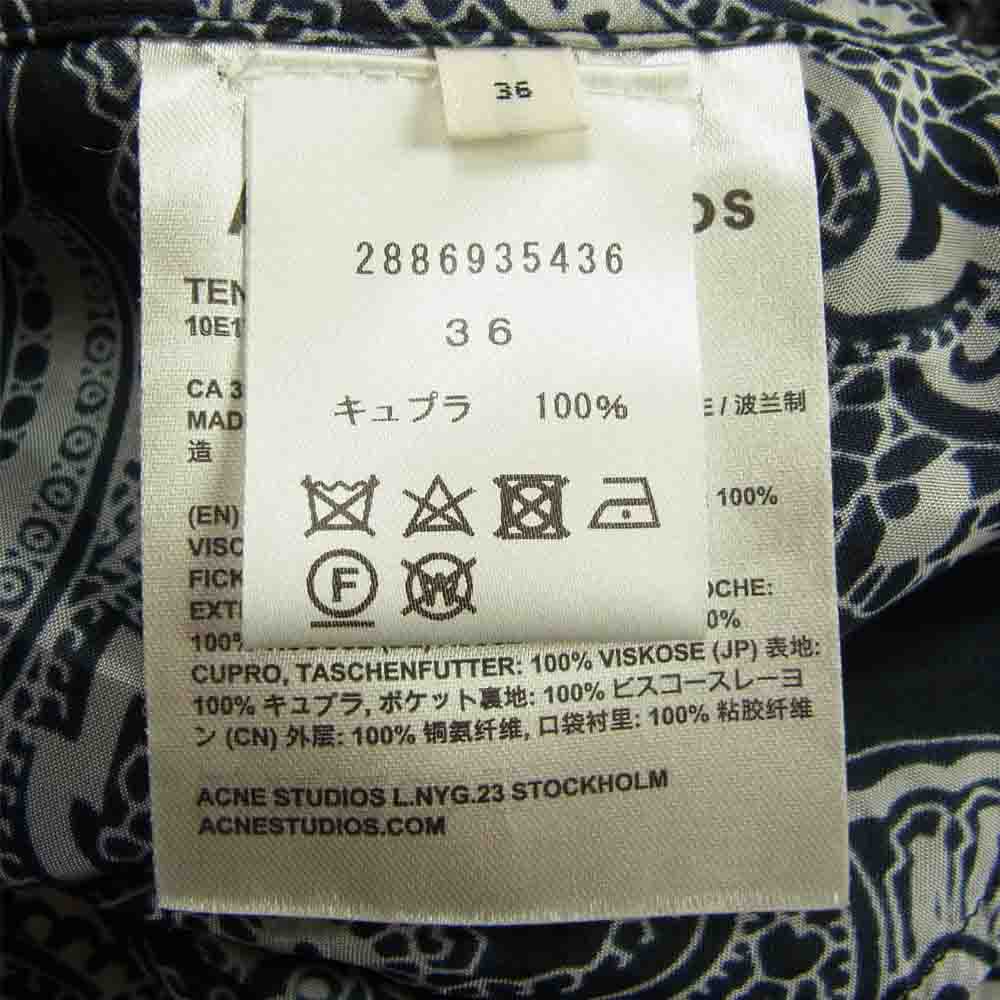 36
OS
2886935436
36
キュプラ 100%
10E1
CA 3
MAD
/ 波兰制
造
100%
(EN)
VISC
FICK
EXT
OCHE:
100%
0%
CUPRO, TASCHENFUTTER: 100% VISKOSE (JP) 表地:
100% キュプラ, ポケット裏地: 100% ビスコースレーヨ
ン (CN) 外层: 100% 铜氨纤维, 口袋衬里: 100% 粘胶纤维
ACNE STUDIOS L.NYG.23 STOCKHOLM
ACNESTUDIOS.COM
F
W